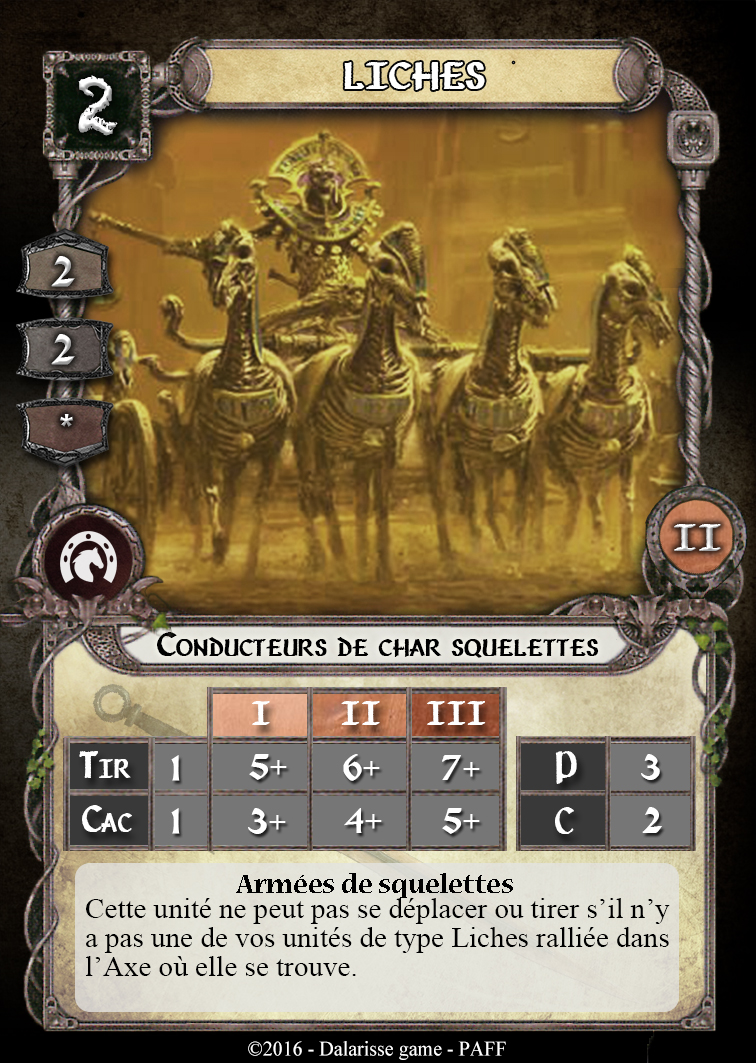 LICHES
2
2
2
*
II
CONDUCTEURS DE CHAR SQUELETTES
I II III
TIR 1 5+ 6+ 7+ P 3
CAC 1 3+ 4+ 5+ C 2
Armées de squelettes
Cette unité ne peut pas se déplacer ou tirer s'il n'y
a pas une de vos unités de type Liches ralliée dans
l'Axe où elle se trouve.
©2016 - Dalarisse game - PAFF